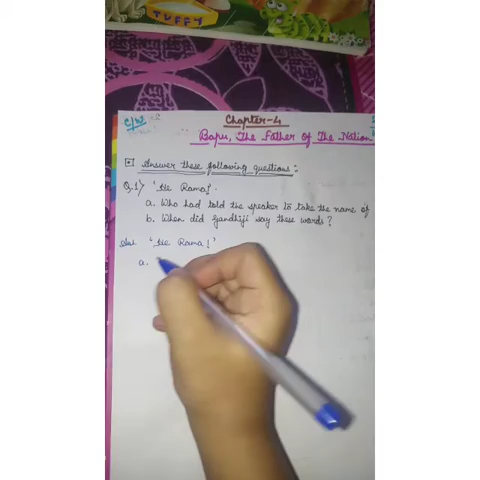 TUFFY
C/W
Chapter-4
Bapu, The Father Of The Nation
Answer these following questions:
Q.1) 'He Rama!'.
a. Who had told the speaker to take the name of
b. When did Gandhiji say these words?
Ans 'He Rama!'
a.